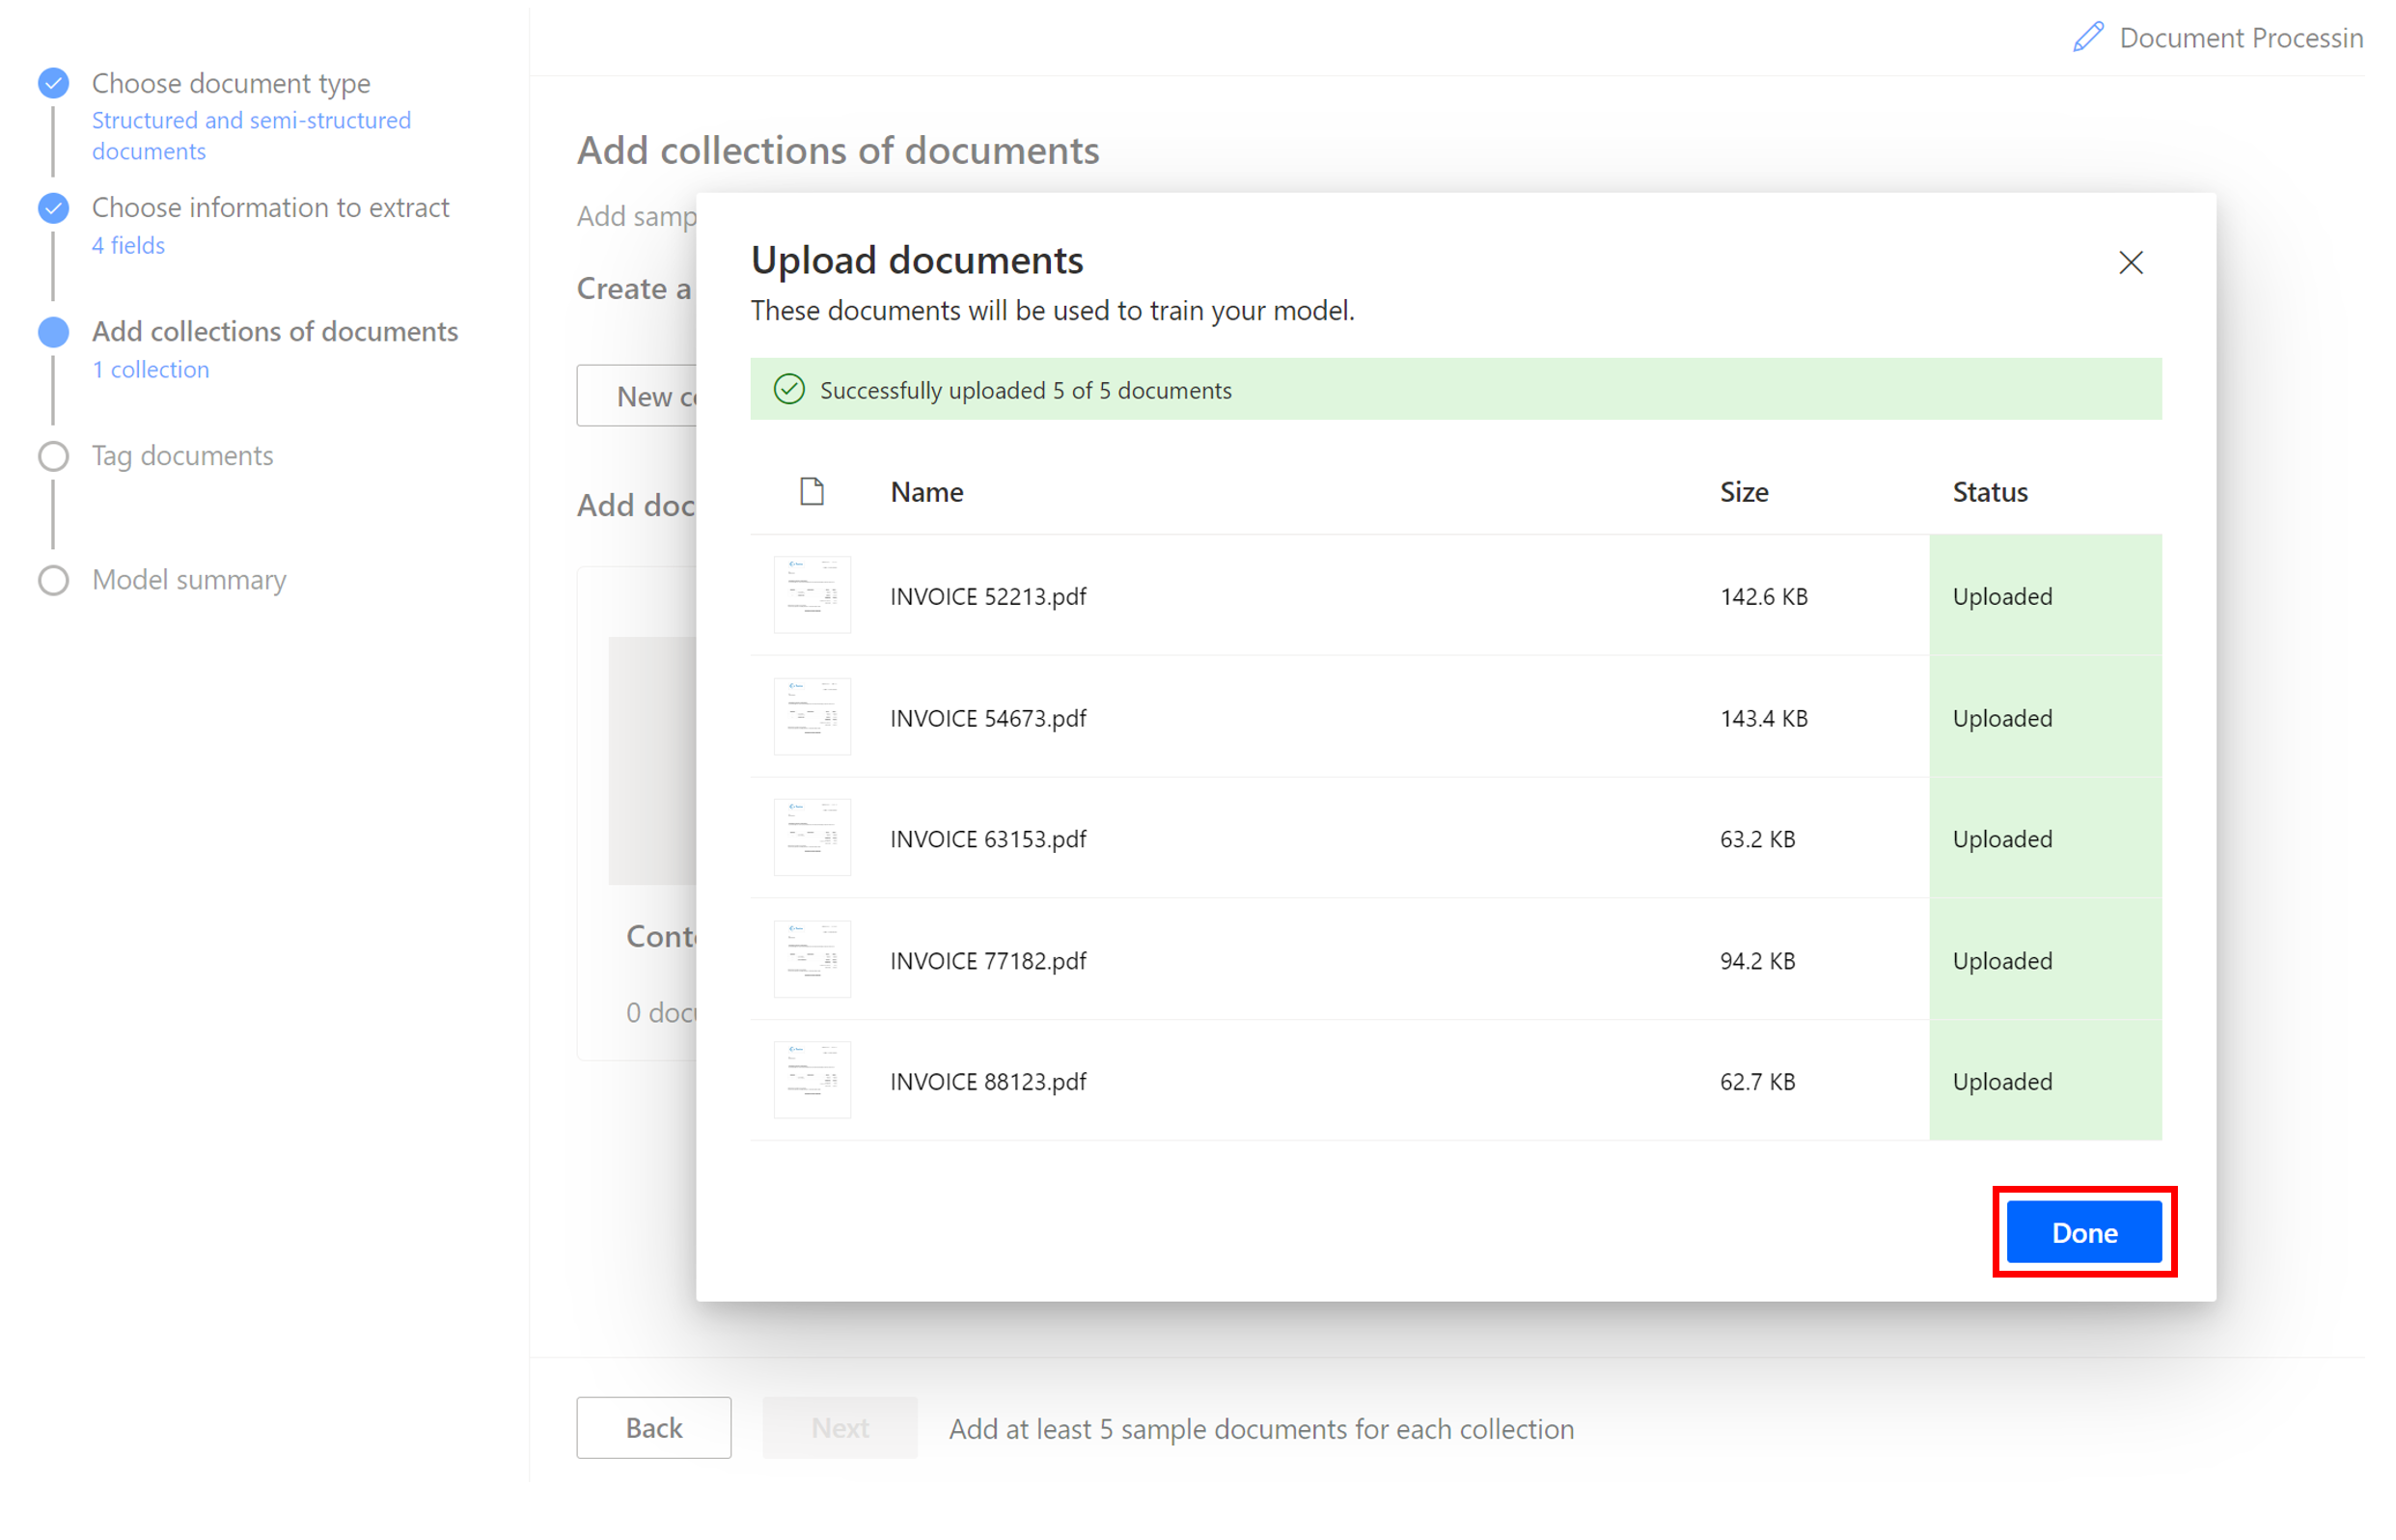 Document Processin
Choose document type
Structured and semi-structured
documents
Choose information to extract
4 fields
Add collections of documents
1 collection
Tag documents
Model summary
Add collections of documents
Add samp
Create a
New c
Add doc
Cont
0 doc
Upload documents
These documents will be used to train your model.
Successfully uploaded 5 of 5 documents
Name Size Status
INVOICE 52213.pdf 142.6 KB Uploaded
INVOICE 54673.pdf 143.4 KB Uploaded
INVOICE 63153.pdf 63.2 KB Uploaded
INVOICE 77182.pdf 94.2 KB Uploaded
INVOICE 88123.pdf 62.7 KB Uploaded
Done
Back Next Add at least 5 sample documents for each collection